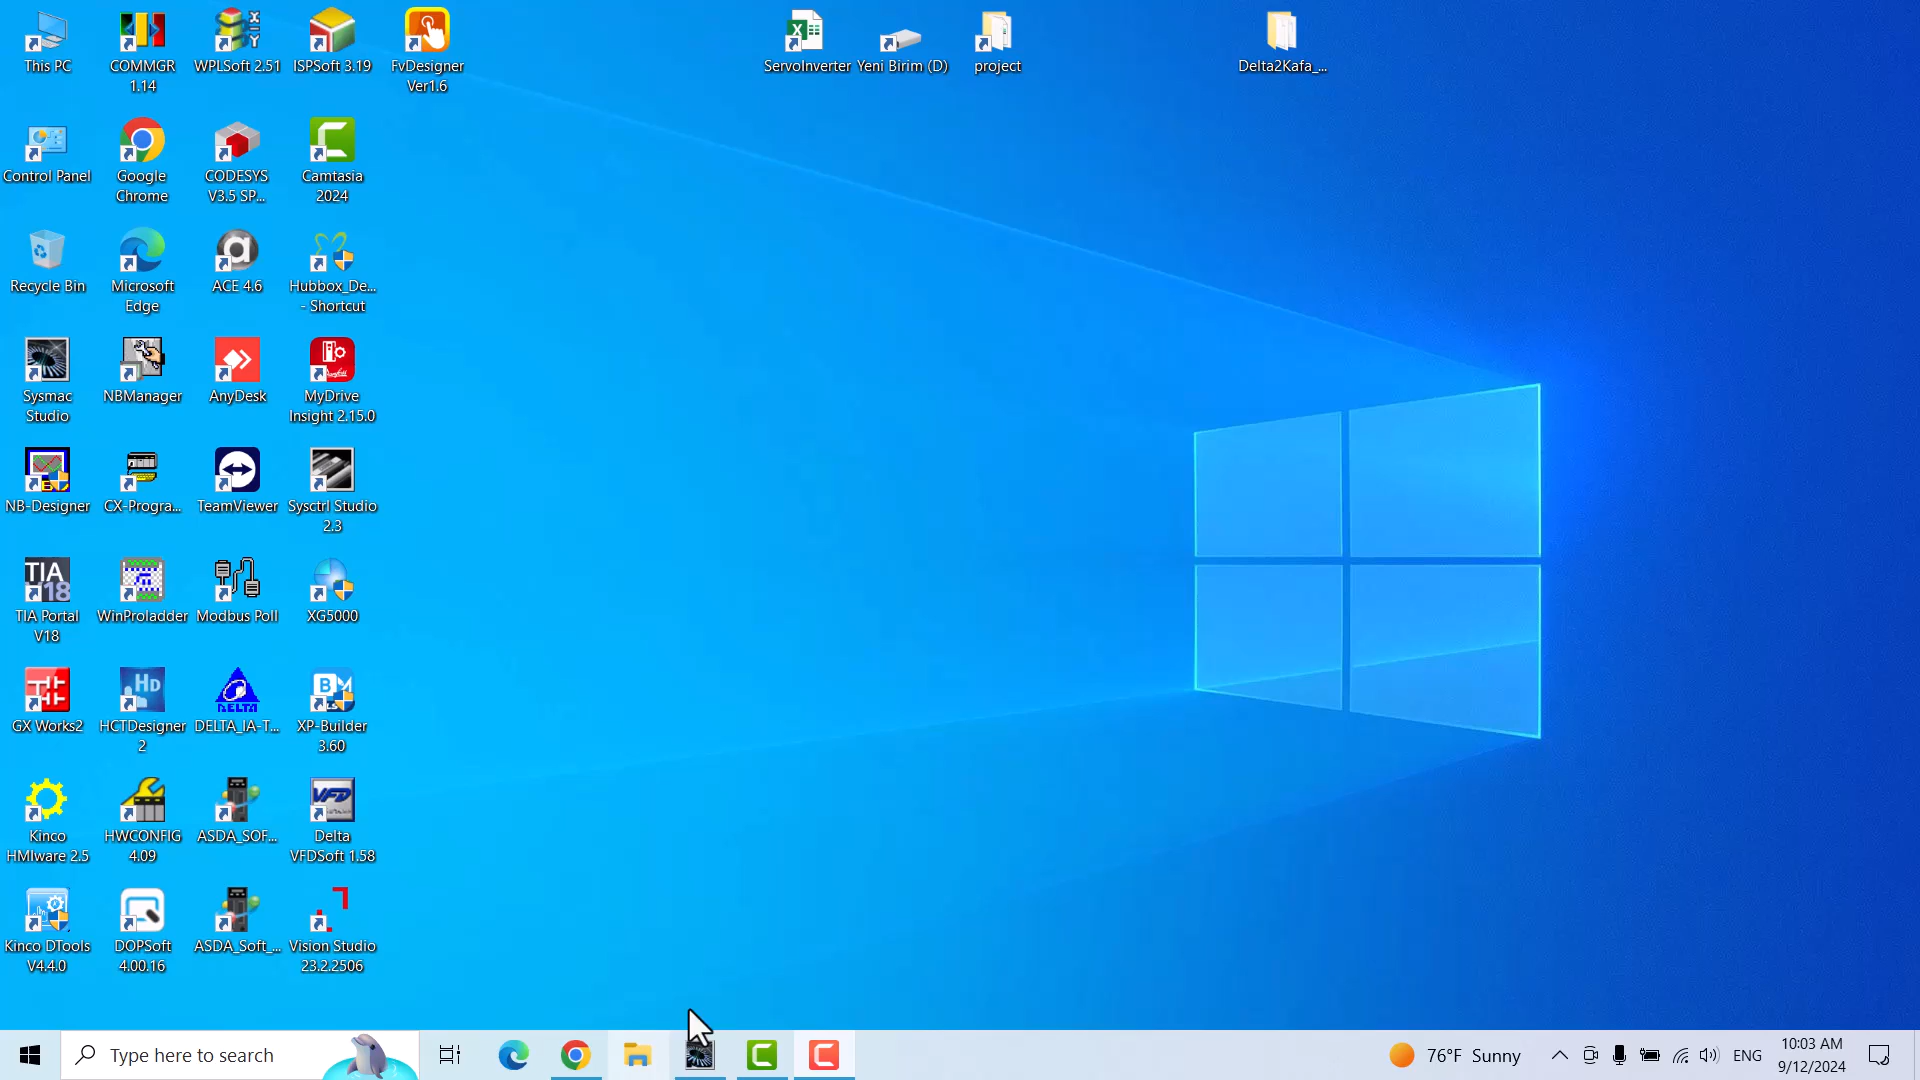 This PC
COMMGR
1.14
WPLSoft 2.51
ISPSoft 3.19
FvDesigner
Ver1.6
ServoInverter
Yeni Birim (D)
project
Delta2Kafa_...
Control Panel
Google
Chrome
CODESYS
V3.5 SP...
Camtasia
2024
Recycle Bin
Microsoft
Edge
ACE 4.6
Hubbox_De...
- Shortcut
Sysmac
Studio
NBManager
AnyDesk
MyDrive
Insight 2.15.0
NB-Designer
CX-Progra...
TeamViewer
Sysctrl Studio
2.3
TIA
18
TIA Portal
V18
WinProladder
Modbus Poll
XG5000
GX Works2
HD
HCTDesigner
2
DELTA
DELTA_IA-T...
B
M
XP-Builder
3.60
Kinco
HMIware 2.5
HWCONFIG
4.09
ASDA_SOF...
VFD
Delta
VFDSoft 1.58
Kinco DTools
V4.4.0
DOPSoft
4.00.16
ASDA_Soft_...
Vision Studio
23.2.2506
Type here to search
76°F Sunny
ENG
10:03 AM
9/12/2024